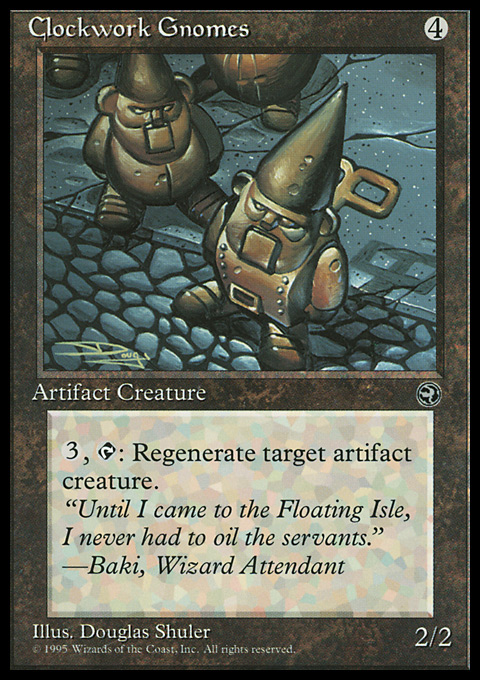 Clockwork Gnomes 4
Artifact Creature
3, : Regenerate target artifact
creature.
“Until I came to the Floating Isle,
I never had to oil the servants.”
—Baki, Wizard Attendant
Illus. Douglas Shuler
© 1995 Wizards of the Coast, Inc. All rights reserved.
2/2